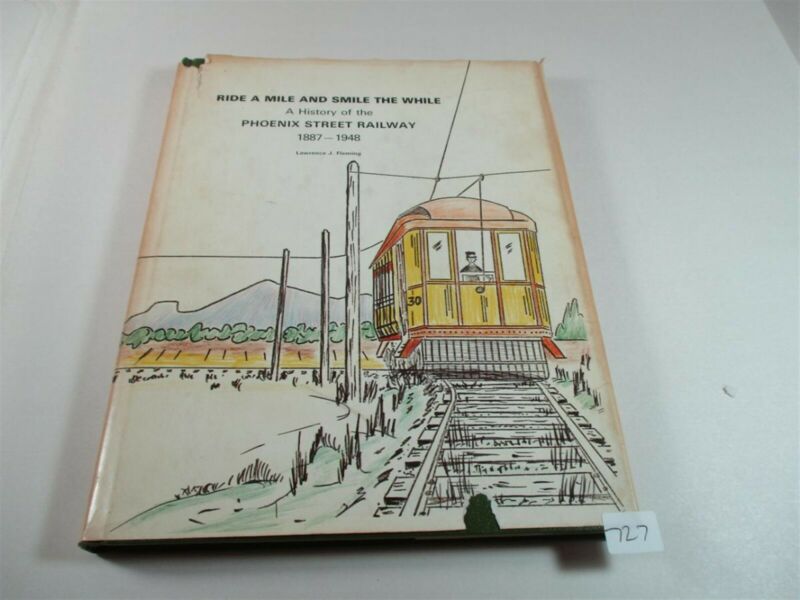 RIDE A MILE AND SMILE THE WHILE
A History of the
PHOENIX STREET RAILWAY
1887—1948
Lawrence J. Fleming
30
727